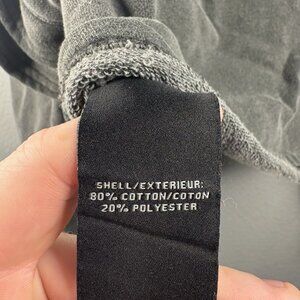 SHELL/EXTERIEUR:
80% COTTON/COTON
20% POLYESTER